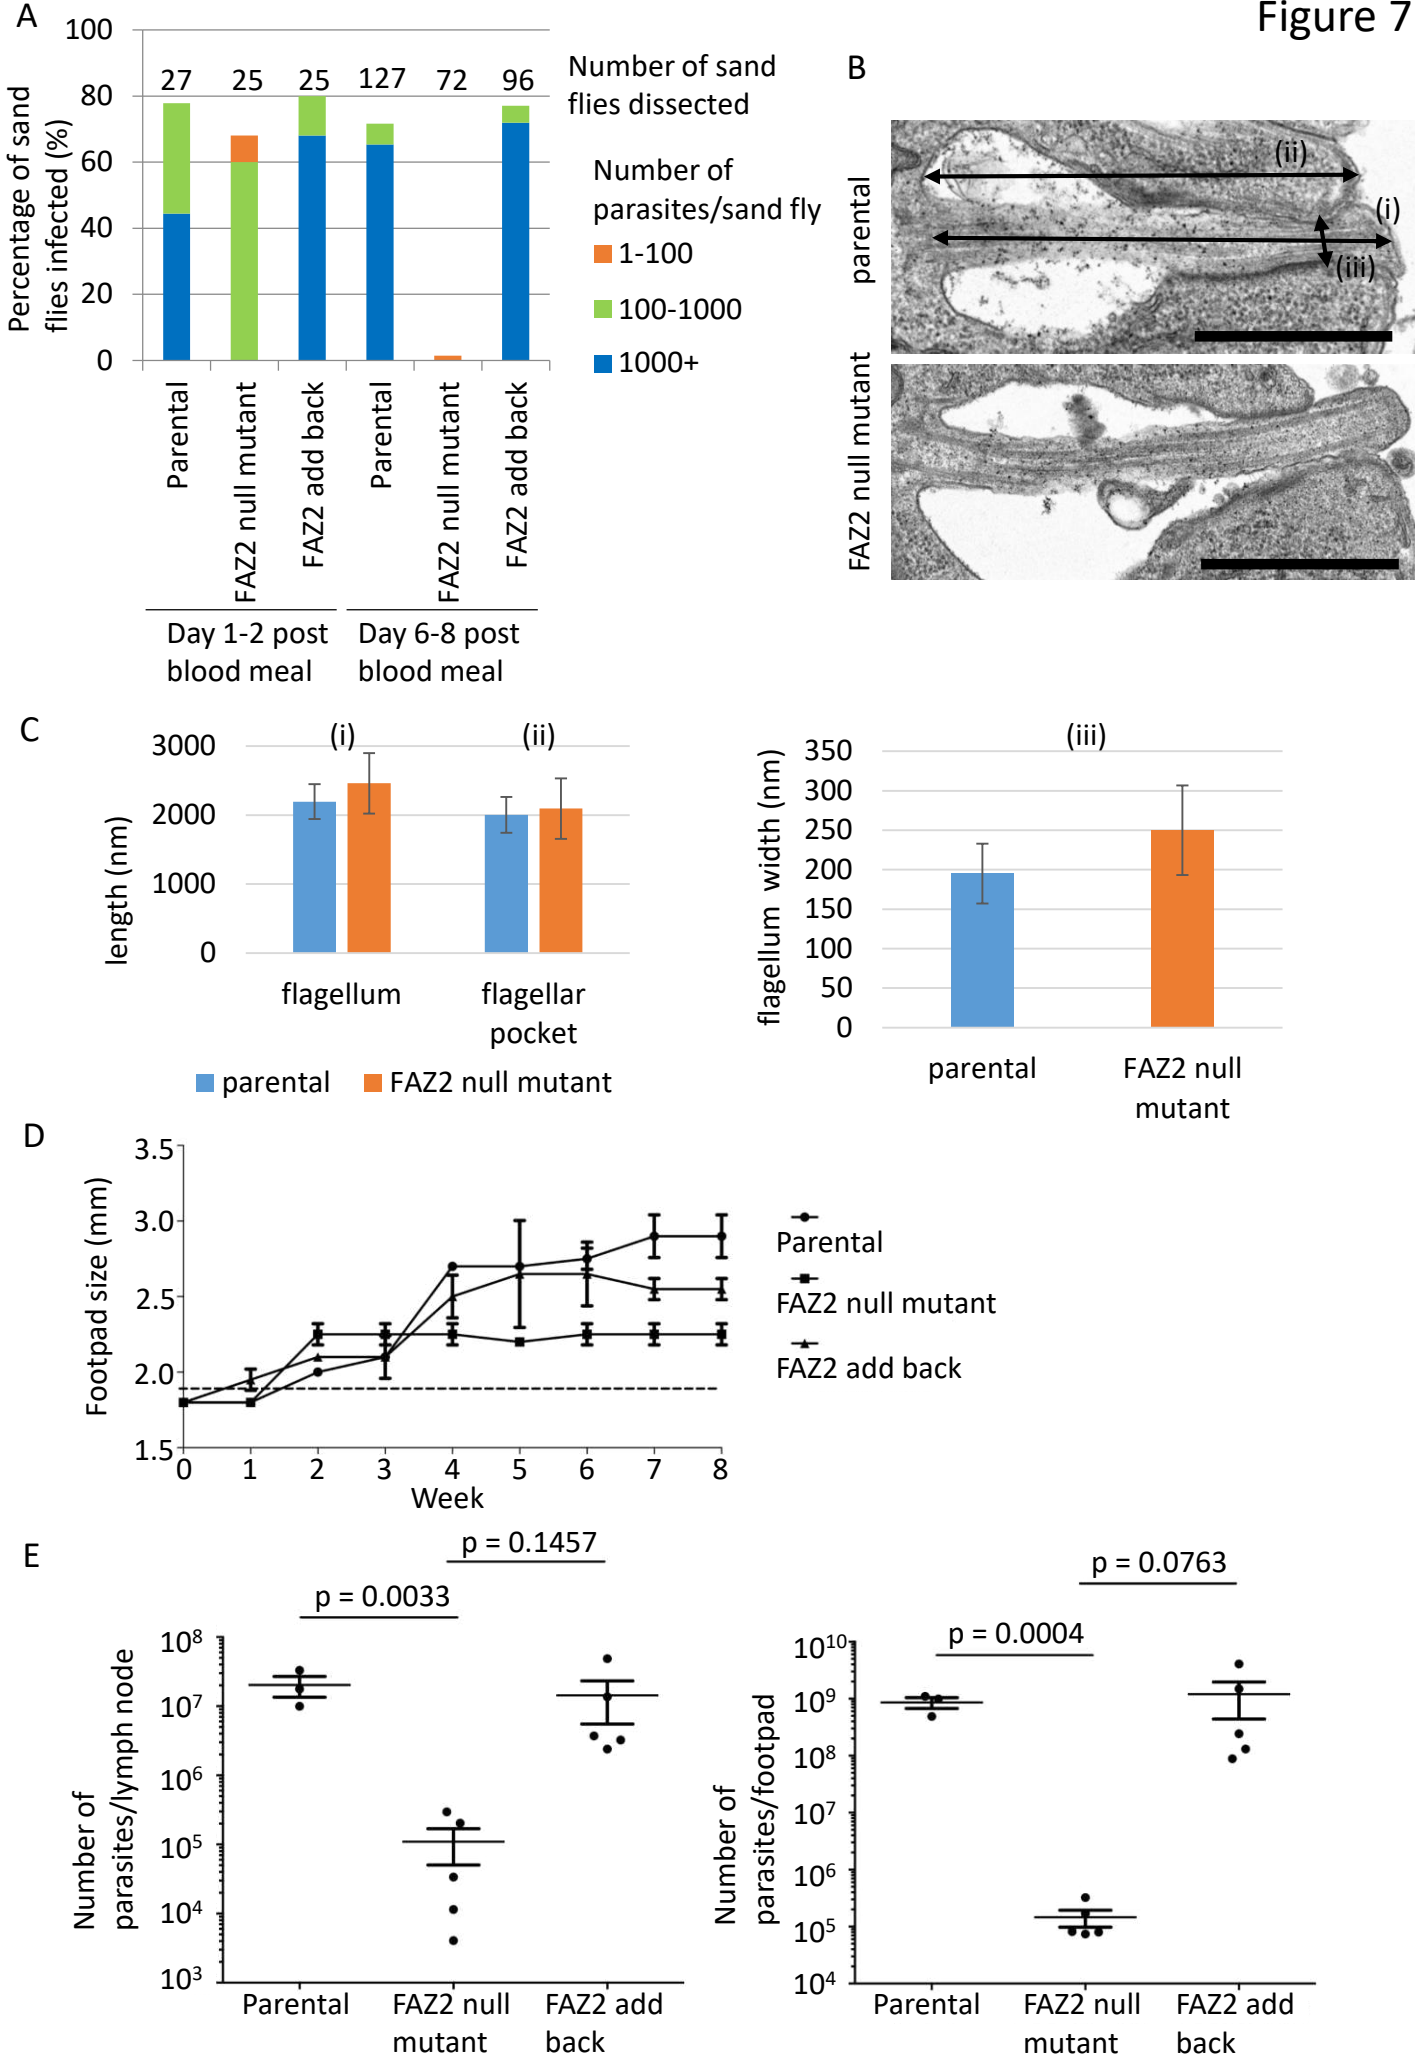 Figure 7
A
Percentage of sand
flies infected (%)
100
80
60
40
20
0
27
25
25
127
72
96
Number of sand
flies dissected
Number of
parasites/sand fly
1-100
100-1000
1000+
Parental
FAZ2 null mutant
FAZ2 add back
Parental
FAZ2 null mutant
FAZ2 add back
Day 1-2 post
blood meal
Day 6-8 post
blood meal
B
parental
(ii)
(i)
(iii)
FAZ2 null mutant
C
length (nm)
3000
2000
1000
0
(i)
(ii)
flagellum
flagellar
pocket
parental
FAZ2 null mutant
flagellum width (nm)
350
300
250
200
150
100
50
0
(iii)
parental
FAZ2 null
mutant
D
Footpad size (mm)
3.5
3.0
2.5
2.0
1.5
0 1 2 3 4 5 6 7 8
Week
Parental
FAZ2 null mutant
FAZ2 add back
E
p = 0.1457
p = 0.0033
Number of
parasites/lymph node
10⁸
10⁷
10⁶
10⁵
10⁴
10³
Parental
FAZ2 null
mutant
FAZ2 add
back
p = 0.0763
p = 0.0004
Number of
parasites/footpad
10¹⁰
10⁹
10⁸
10⁷
10⁶
10⁵
10⁴
Parental
FAZ2 null
mutant
FAZ2 add
back